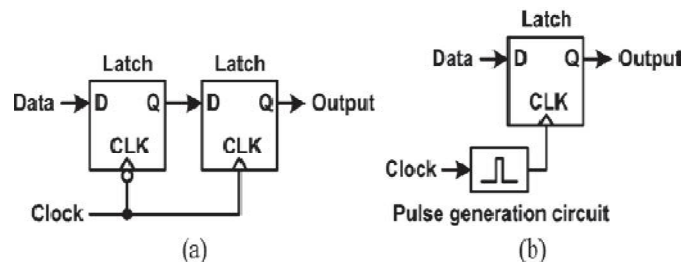 Latch
Latch
Data
D
Q
D
Q
Output
CLK
CLK
Clock
(a)
Latch
Data
D
Q
Output
CLK
Clock
Pulse generation circuit
(b)